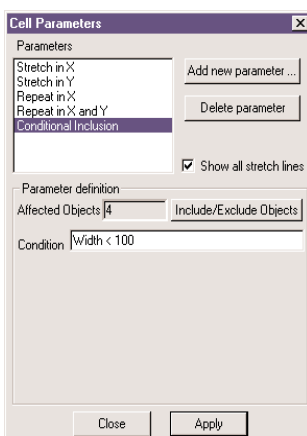 Cell Parameters
Parameters
Stretch in X
Stretch in Y
Repeat in X
Repeat in X and Y
Conditional Inclusion
Add new parameter ...
Delete parameter
Show all stretch lines
Parameter definition
Affected Objects 4 Include/Exclude Objects
Condition Width < 100
Close Apply